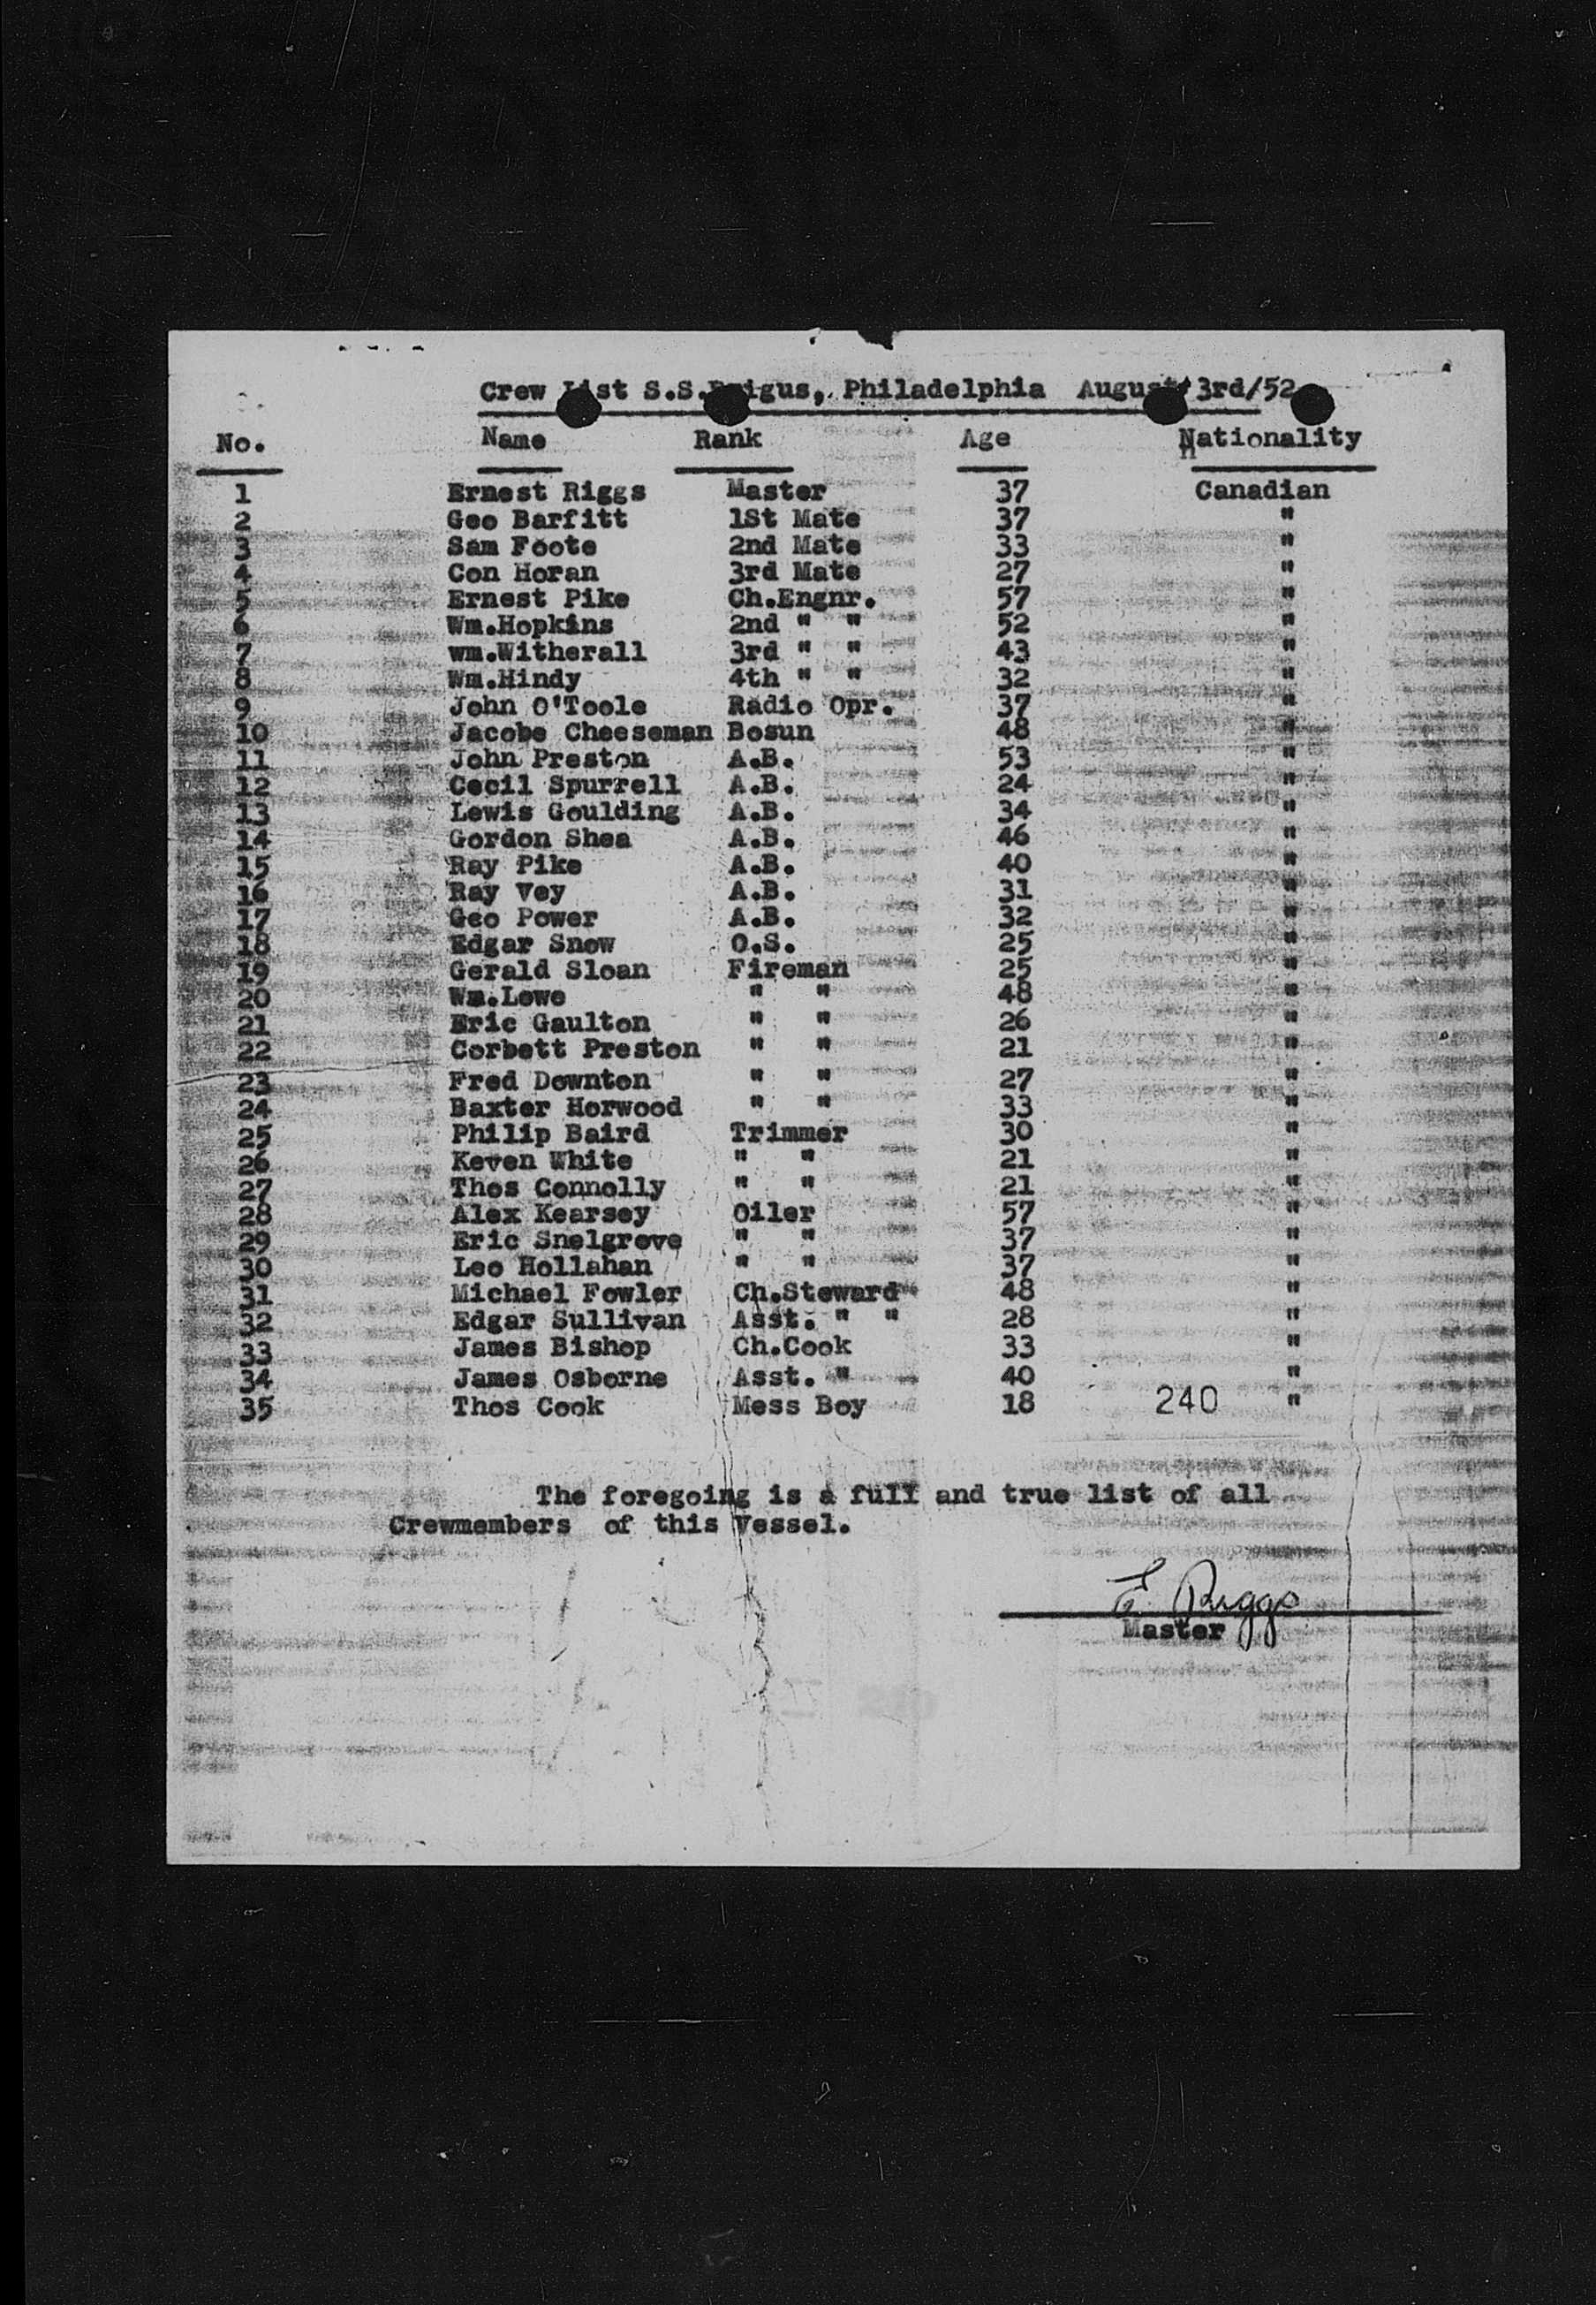 Crew List S.S.Brigus, Philadelphia August 3rd/52
No. Name Rank Age Nationality
1 Ernest Riggs Master 37 Canadian
2 Geo Barfitt 1St Mate 37 "
3 Sam Foote 2nd Mate 33 "
4 Con Horan 3rd Mate 27 "
5 Ernest Pike Ch.Engnr. 57 "
6 Wm.Hopkins 2nd " " 52 "
7 wm.Witherall 3rd " " 43 "
8 Wm.Hindy 4th " " 32 "
9 John O'Toole Radio Opr. 37 "
10 Jacobe Cheeseman Bosun 48 "
11 John Preston A.B. 53 "
12 Cecil Spurrell A.B. 24 "
13 Lewis Goulding A.B. 34 "
14 Gordon Shea A.B. 46 "
15 Ray Pike A.B. 40 "
16 Ray Vey A.B. 31 "
17 Geo Power A.B. 32 "
18 Edgar Snow O.S. 25 "
19 Gerald Sloan Fireman 25 "
20 Wm.Lowe " " 48 "
21 Eric Gaulton " " 26 "
22 Corbett Preston " " 21 "
23 Fred Downton " " 27 "
24 Baxter Horwood " " 33 "
25 Philip Baird Trimmer 30 "
26 Keven White " " 21 "
27 Thos Connolly " " 21 "
28 Alex Kearsey Oiler 57 "
29 Eric Snelgrove " " 37 "
30 Leo Hollahan " " 37 "
31 Michael Fowler Ch.Steward 48 "
32 Edgar Sullivan Asst. " " 28 "
33 James Bishop Ch.Cook 33 "
34 James Osborne Asst. " 40 "
35 Thos Cook Mess Boy 18 240 "
The foregoing is a full and true list of all
Crewmembers of this Vessel.
E Riggs
Master